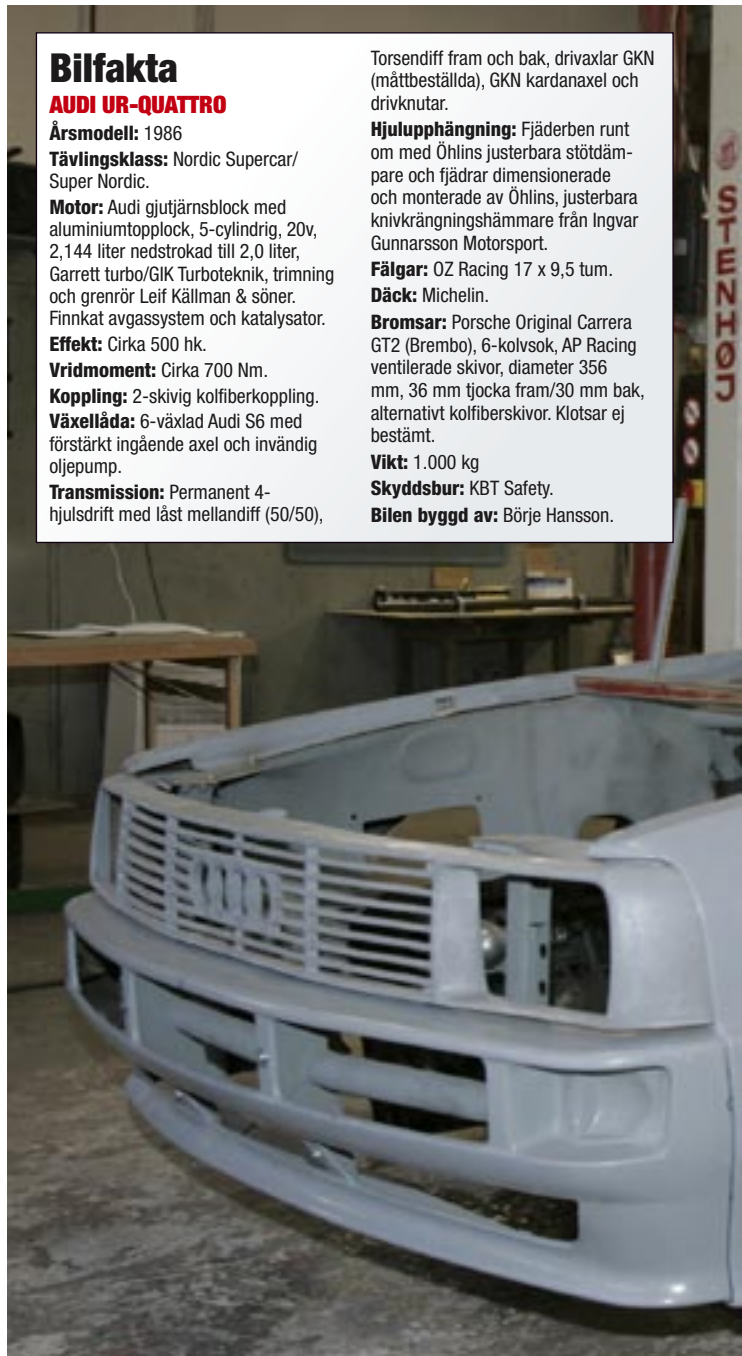 Bilfakta
AUDI UR-QUATTRO
Årsmodell: 1986
Tävlingsklass: Nordic Supercar/
Super Nordic.
Motor: Audi gjutjärnsblock med
aluminiumtopplock, 5-cylindrig, 20v,
2,144 liter nedstrokad till 2,0 liter,
Garrett turbo/GIK Turboteknik, trimning
och grenrör Leif Källman & söner.
Finnkat avgassystem och katalysator.
Effekt: Cirka 500 hk.
Vridmoment: Cirka 700 Nm.
Koppling: 2-skivig kolfiberkoppling.
Växellåda: 6-växlad Audi S6 med
förstärkt ingående axel och invändig
oljepump.
Transmission: Permanent 4-
hjulsdrift med låst mellandiff (50/50),
Torsendiff fram och bak, drivaxlar GKN
(måttbeställda), GKN kardanaxel och
drivknutar.
Hjulupphängning: Fjäderben runt
om med Öhlins justerbara stötdäm-
pare och fjädrar dimensionerade
och monterade av Öhlins, justerbara
knivkrängningshämmare från Ingvar
Gunnarsson Motorsport.
Fälgar: OZ Racing 17 x 9,5 tum.
Däck: Michelin.
Bromsar: Porsche Original Carrera
GT2 (Brembo), 6-kolvsok, AP Racing
ventilerade skivor, diameter 356
mm, 36 mm tjocka fram/30 mm bak,
alternativt kolfiberskivor. Klotsar ej
bestämt.
Vikt: 1.000 kg
Skyddsbur: KBT Safety.
Bilen byggd av: Börje Hansson.
STENHØJ